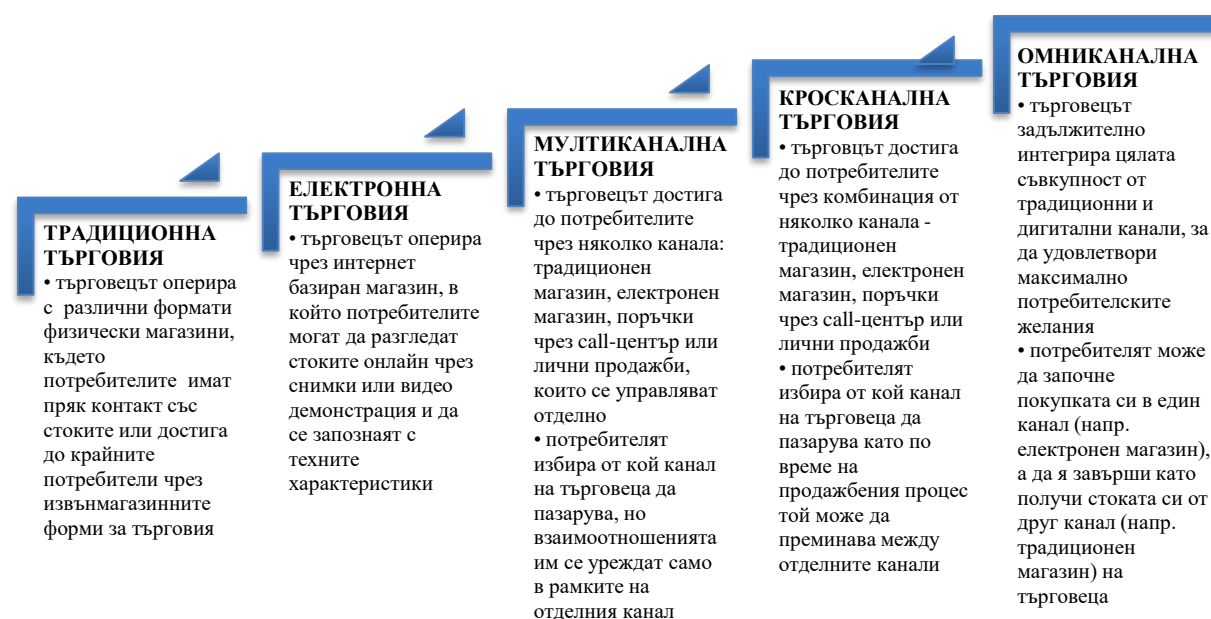 ТРАДИЦИОННА
ТЪРГОВИЯ
• търговецът оперира
с различни формати
физически магазини,
където
потребителите имат
пряк контакт със
стоките или достига
до крайните
потребители чрез
извънмагазинните
форми за търговия
ЕЛЕКТРОННА
ТЪРГОВИЯ
• търговецът оперира
чрез интернет
базиран магазин, в
който потребителите
могат да разгледат
стоките онлайн чрез
снимки или видео
демонстрация и да
се запознаят с
техните
характеристики
МУЛТИКАНАЛНА
ТЪРГОВИЯ
• търговецът достига
до потребителите
чрез няколко канала:
традиционен
магазин, електронен
магазин, поръчки
чрез call-център или
лични продажби,
които се управляват
отделно
• потребителят
избира от кой канал
на търговеца да
пазарува, но
взаимоотношенията
им се уреждат само
в рамките на
отделния канал
КРОСКАНАЛНА
ТЪРГОВИЯ
• търговцът достига
до потребителите
чрез комбинация от
няколко канала -
традиционен
магазин, електронен
магазин, поръчки
чрез call-център или
лични продажби
• потребителят
избира от кой канал
на търговеца да
пазарува като по
време на
продажбения процес
той може да
преминава между
отделните канали
ОМНИКАНАЛНА
ТЪРГОВИЯ
• търговецът
задължително
интегрира цялата
съвкупност от
традиционни и
дигитални канали, за
да удовлетвори
максимално
потребителските
желания
• потребителят може
да започне
покупката си в един
канал (напр.
електронен магазин),
а да я завърши като
получи стоката си от
друг канал (напр.
традиционен
магазин) на
търговеца